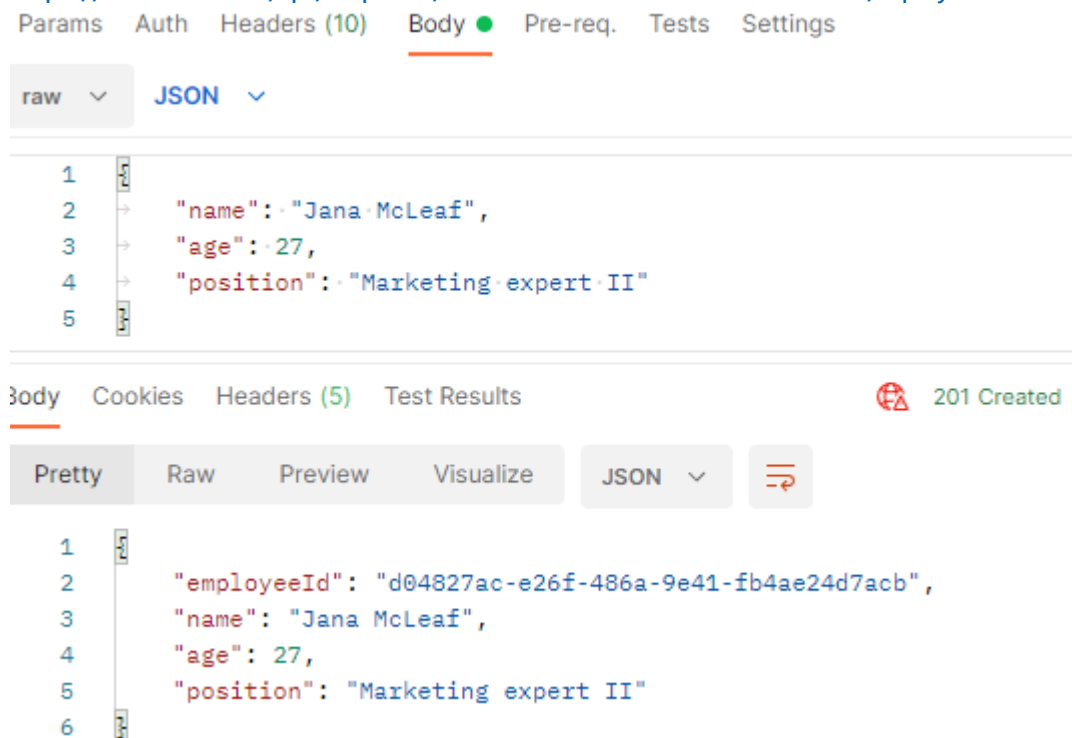 Params Auth Headers (10) Body Pre-req. Tests Settings
raw JSON
1 {
2 "name": "Jana McLeaf",
3 "age": 27,
4 "position": "Marketing expert II"
5 }
Body Cookies Headers (5) Test Results 201 Created
Pretty Raw Preview Visualize JSON
1 {
2 "employeeId": "d04827ac-e26f-486a-9e41-fb4ae24d7acb",
3 "name": "Jana McLeaf",
4 "age": 27,
5 "position": "Marketing expert II"
6 }